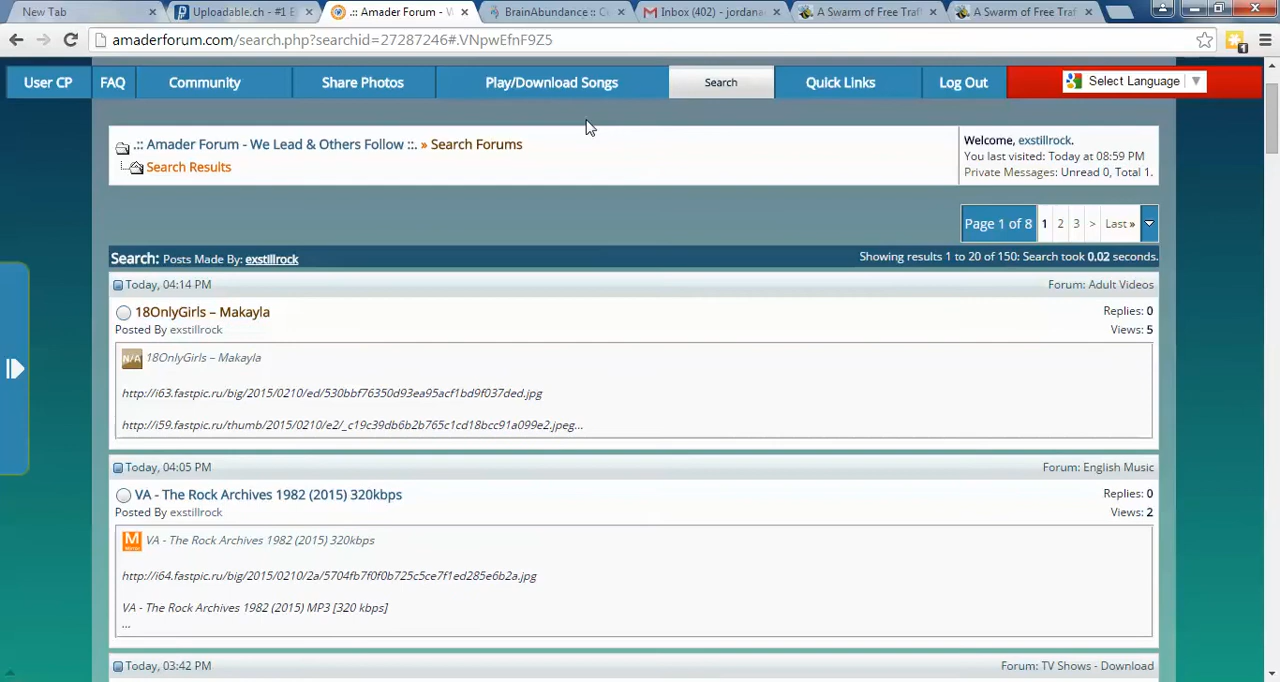 New Tab
Uploadable.ch - #1 E
.:: Amader Forum - W
BrainAbundance :: C
Inbox (402) - jordana
A Swarm of Free Traf
A Swarm of Free Traf
amaderforum.com/search.php?searchid=27287246#.VNpwEhnF9Z5
1
User CP
FAQ
Community
Share Photos
Play/Download Songs
Search
Quick Links
Log Out
Select Language
.:: Amader Forum - We Lead & Others Follow ::. » Search Forums
Search Results
Welcome, exstillrock.
You last visited: Today at 08:59 PM
Private Messages: Unread 0, Total 1.
Page 1 of 8 1 2 3 > Last »
Search: Posts Made By: exstillrock
Showing results 1 to 20 of 150: Search took 0.02 seconds.
Today, 04:14 PM
Forum: Adult Videos
18OnlyGirls – Makayla
Replies: 0
Posted By exstillrock
Views: 5
N/A 18OnlyGirls – Makayla
http://i63.fastpic.ru/big/2015/0210/ed/530bbf76350d93ea95acf1bd9f037ded.jpg
http://i59.fastpic.ru/thumb/2015/0210/e2/_c19c39db6b2b765c1cd18bcc91a099e2.jpeg...
Today, 04:05 PM
Forum: English Music
VA - The Rock Archives 1982 (2015) 320kbps
Replies: 0
Posted By exstillrock
Views: 2
VA - The Rock Archives 1982 (2015) 320kbps
http://i64.fastpic.ru/big/2015/0210/2a/5704fb7f0f0b725c5ce7f1ed285e6b2a.jpg
VA - The Rock Archives 1982 (2015) MP3 [320 kbps]
...
Today, 03:42 PM
Forum: TV Shows - Download